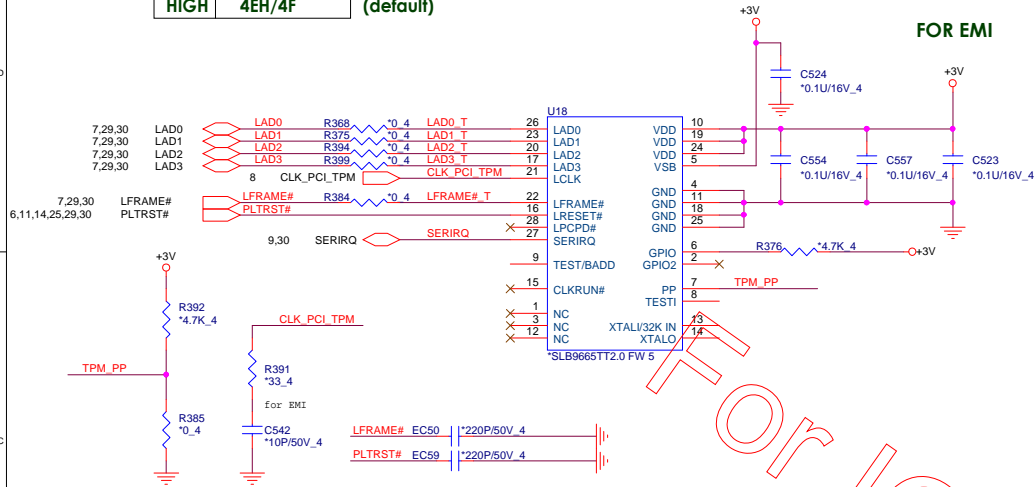 HIGH 4EH/4F (default)
FOR EMI
+3V
C524
*0.1U/16V_4
+3V
U18
7,29,30 LAD0 LAD0 R368 *0_4 LAD0_T 26 LAD0 VDD 10
7,29,30 LAD1 LAD1 R375 *0_4 LAD1_T 23 LAD1 VDD 19
7,29,30 LAD2 LAD2 R394 *0_4 LAD2_T 20 LAD2 VDD 24
7,29,30 LAD3 LAD3 R399 *0_4 LAD3_T 17 LAD3 VSB 5
8 CLK_PCI_TPM CLK_PCI_TPM 21 LCLK
C554
*0.1U/16V_4
C557
*0.1U/16V_4
C523
*0.1U/16V_4
GND 4
7,29,30 LFRAME# LFRAME# R384 *0_4 LFRAME#_T 22 LFRAME# GND 11
6,11,14,25,29,30 PLTRST# PLTRST# 16 LRESET# GND 18
28 LPCPD# GND 25
9,30 SERIRQ SERIRQ 27 SERIRQ
GPIO 6 R376 *4.7K_4 +3V
9 TEST/BADD GPIO2 2
15 CLKRUN# PP 7 TPM_PP
TESTI 8
1 NC
3 NC XTALI/32K IN 13
12 NC XTALO 14
*SLB9665TT2.0 FW 5
+3V
R392
*4.7K_4
TPM_PP
R385
*0_4
CLK_PCI_TPM
R391
*33_4
for EMI
C542
*10P/50V_4
LFRAME# EC50 *220P/50V_4
PLTRST# EC59 *220P/50V_4
C
For